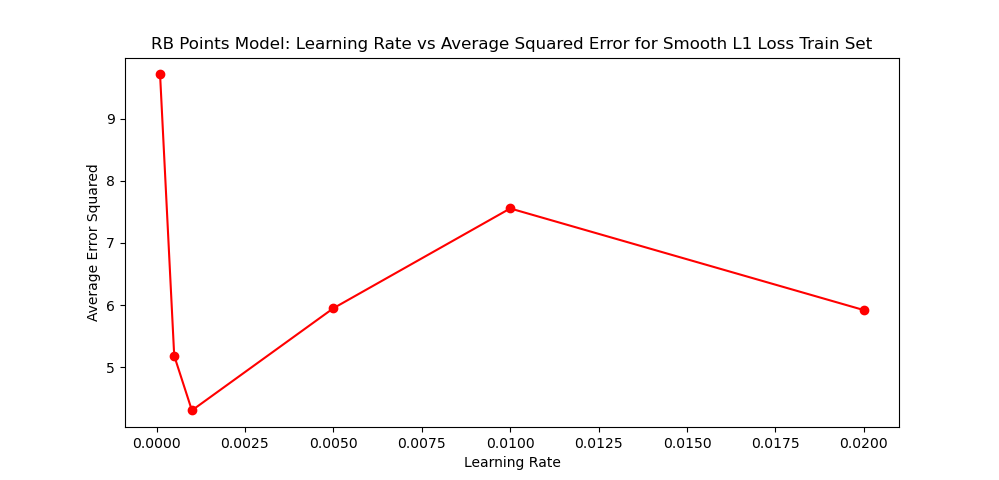 RB Points Model: Learning Rate vs Average Squared Error for Smooth L1 Loss Train Set
Average Error Squared
9
8
7
6
5
0.0000 0.0025 0.0050 0.0075 0.0100 0.0125 0.0150 0.0175 0.0200
Learning Rate